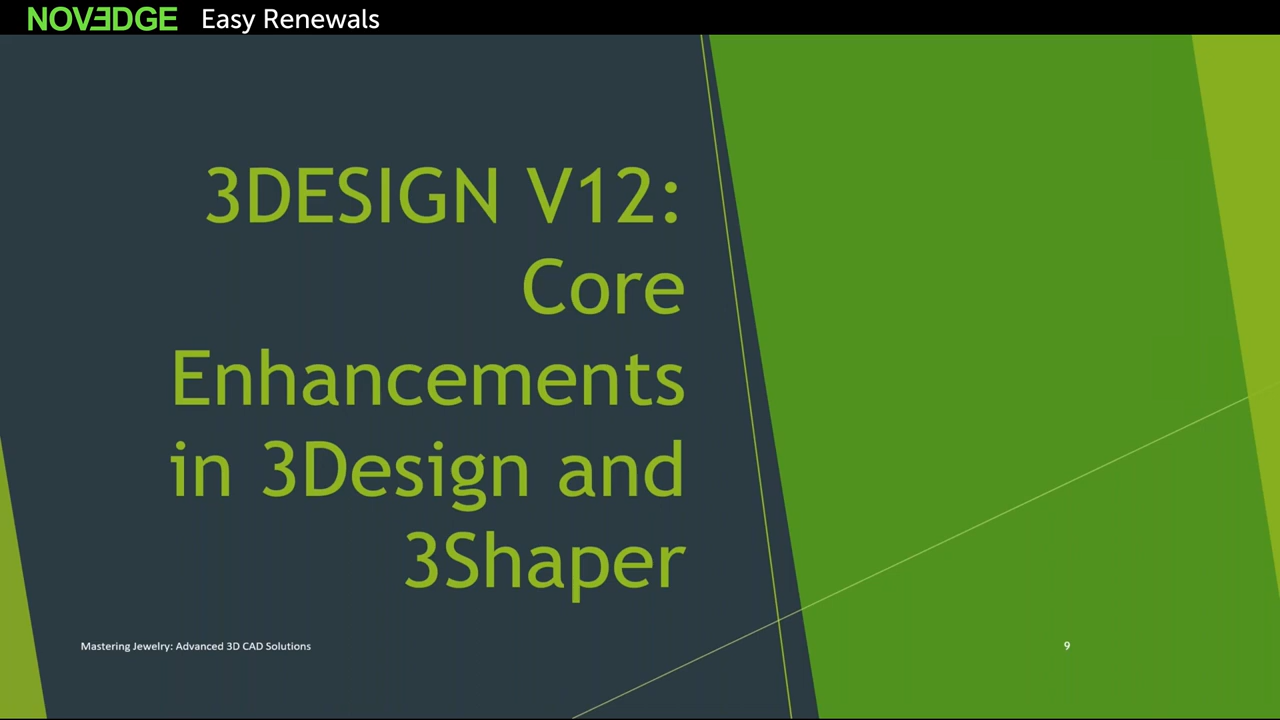 NOVEDGE Easy Renewals
3DESIGN V12:
Core
Enhancements
in 3Design and
3Shaper
Mastering Jewelry: Advanced 3D CAD Solutions
9